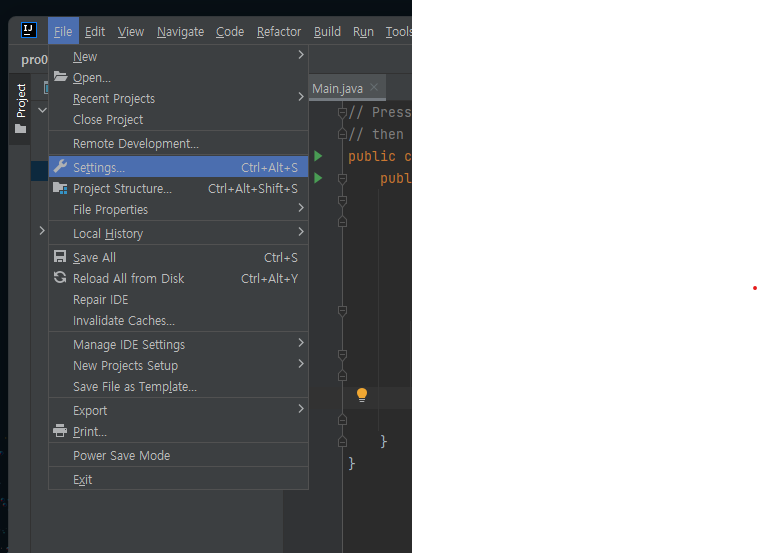 IJ File Edit View Navigate Code Refactor Build Run Tools
pro0
Project
Main.java
New
Open...
Recent Projects
Close Project
Remote Development...
Settings... Ctrl+Alt+S
Project Structure... Ctrl+Alt+Shift+S
File Properties
Local History
Save All Ctrl+S
Reload All from Disk Ctrl+Alt+Y
Repair IDE
Invalidate Caches...
Manage IDE Settings
New Projects Setup
Save File as Template...
Export
Print...
Power Save Mode
Exit
// Press
// then
public c
publ
}
}